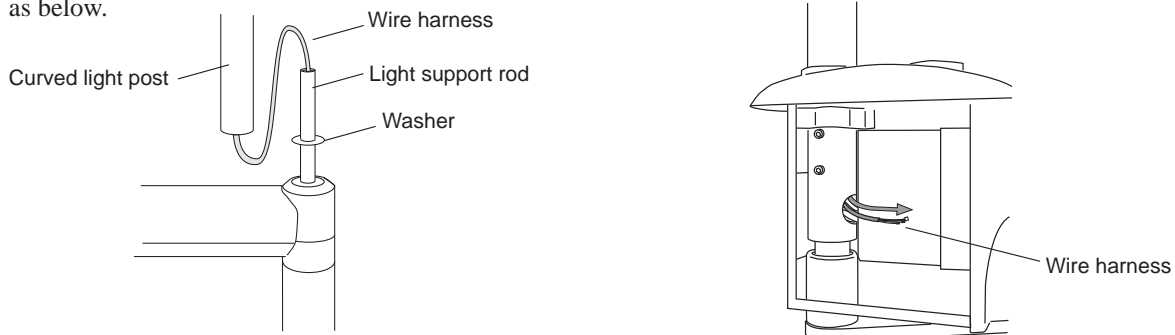 as below.
Wire harness
Curved light post
Light support rod
Washer
Wire harness